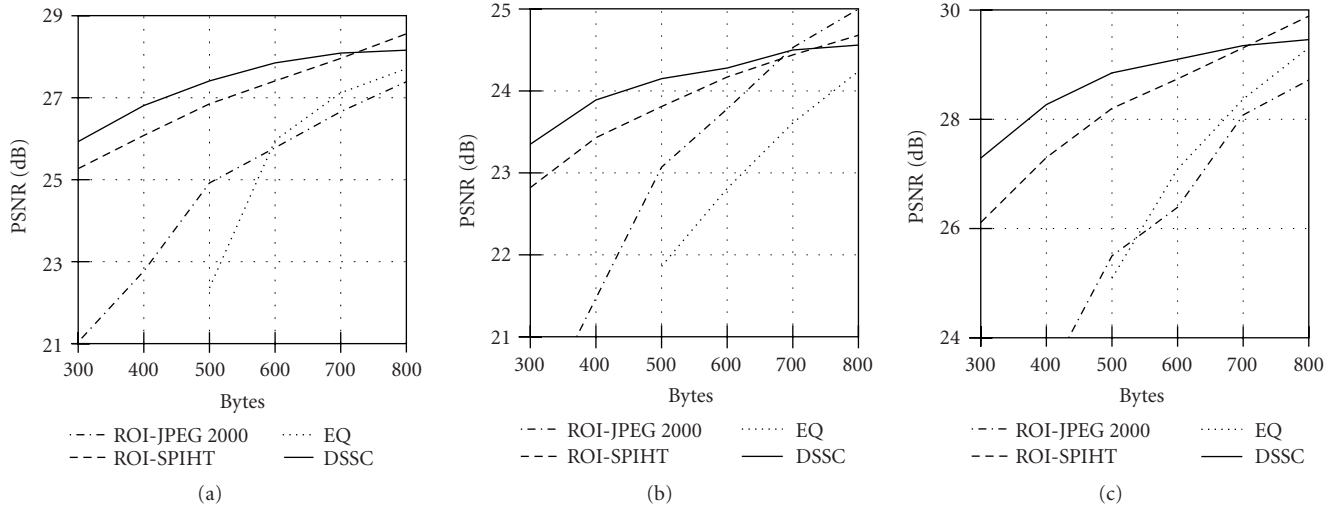 29
27
25
23
21
PSNR (dB)
300 400 500 600 700 800
Bytes
ROI-JPEG 2000
ROI-SPIHT
EQ
DSSC
(a)
25
24
23
22
21
PSNR (dB)
300 400 500 600 700 800
Bytes
ROI-JPEG 2000
ROI-SPIHT
EQ
DSSC
(b)
30
28
26
24
PSNR (dB)
300 400 500 600 700 800
Bytes
ROI-JPEG 2000
ROI-SPIHT
EQ
DSSC
(c)